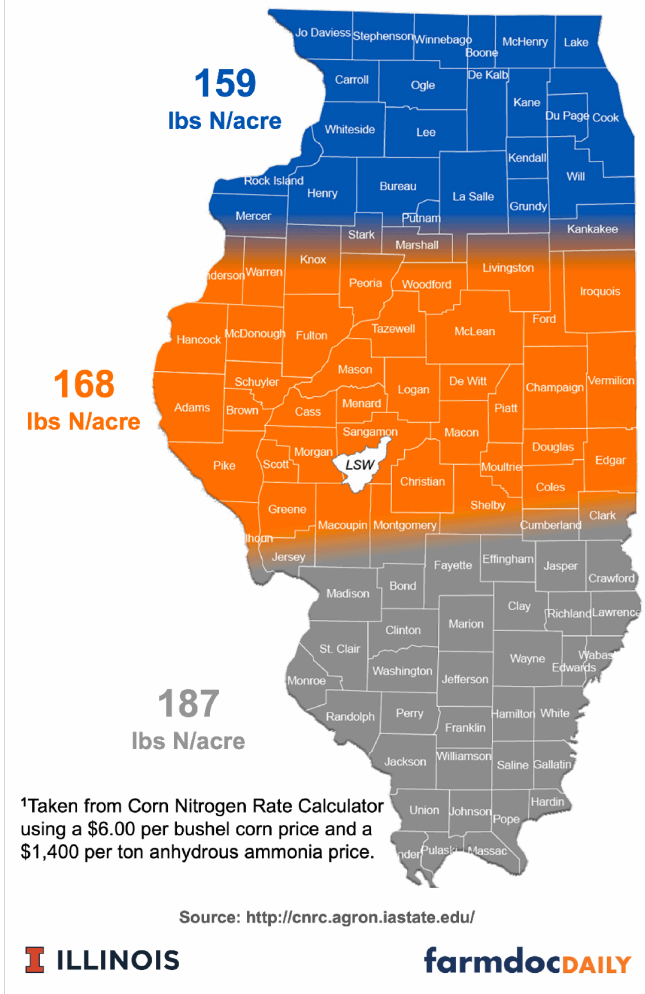 Jo Daviess
Stephenson
Winnebago
Boone
McHenry
Lake
159
lbs N/acre
Carroll
Ogle
De Kalb
Kane
Du Page
Cook
Whiteside
Lee
Kendall
Will
Rock Island
Henry
Bureau
La Salle
Grundy
Mercer
Putnam
Kankakee
Stark
Marshall
Knox
nderson
Warren
Peoria
Woodford
Livingston
Iroquois
Ford
Hancock
McDonough
Fulton
Tazewell
McLean
168
lbs N/acre
Mason
Schuyler
Logan
De Witt
Champaign
Vermilion
Adams
Brown
Cass
Menard
Piatt
Sangamon
Macon
Morgan
LSW
Scott
Pike
Christian
Moultrie
Douglas
Edgar
Coles
Greene
Shelby
Macoupin
Montgomery
Cumberland
Clark
lhoun
Jersey
Fayette
Effingham
Jasper
Crawford
Madison
Bond
Clay
Richland
Lawrence
Clinton
Marion
St. Clair
Washington
Wayne
Edwards
Wabas
Monroe
Jefferson
187
lbs N/acre
Randolph
Perry
Hamilton
White
Franklin
Jackson
Williamson
Saline
Gallatin
Union
Johnson
Pope
Hardin
nder
Pulaski
Massac
¹Taken from Corn Nitrogen Rate Calculator
using a $6.00 per bushel corn price and a
$1,400 per ton anhydrous ammonia price.
Source: http://cnrc.agron.iastate.edu/
I ILLINOIS
farmdocDAILY